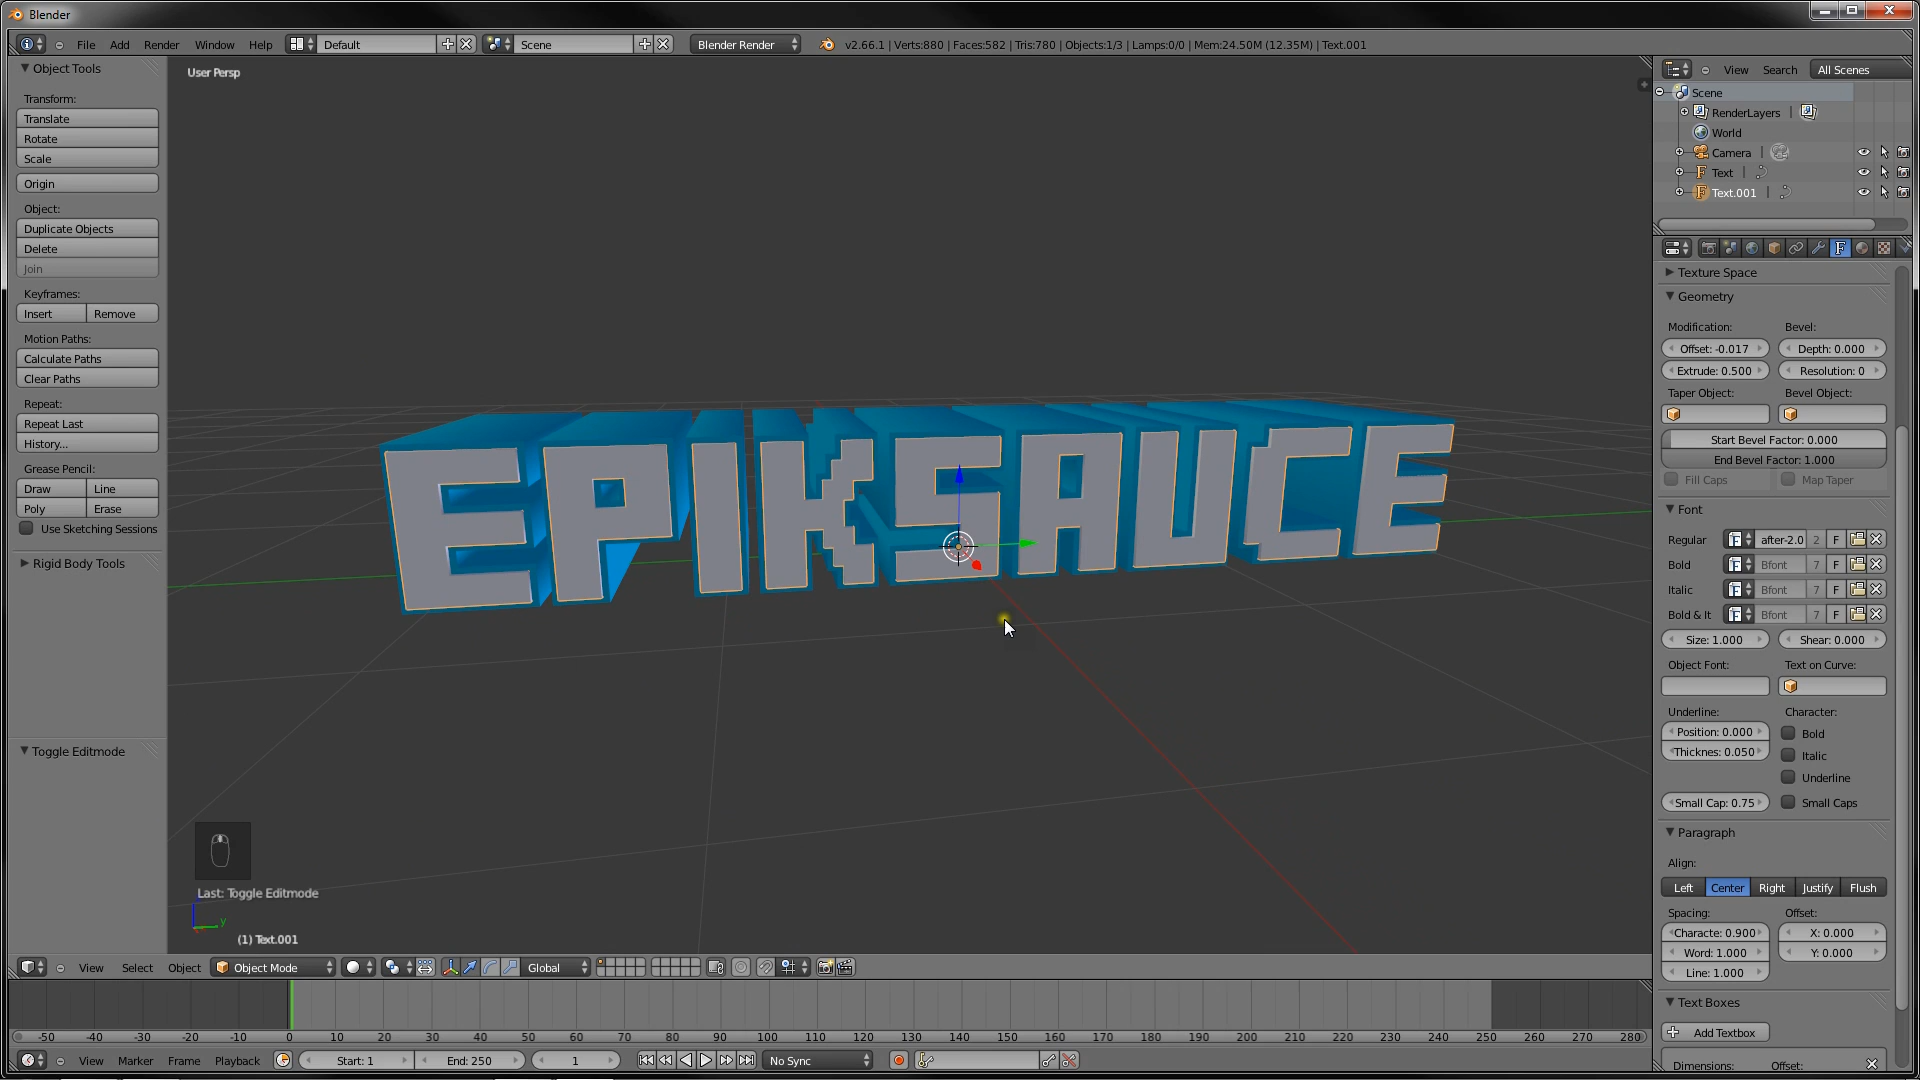 Blender
File Add Render Window Help Default Scene Blender Render v2.66.1 | Verts:880 | Faces:582 | Tris:780 | Objects:1/3 | Lamps:0/0 | Mem:24.50M (12.35M) | Text.001
Object Tools
Transform:
Translate
Rotate
Scale
Origin
Object:
Duplicate Objects
Delete
Join
Keyframes:
Insert Remove
Motion Paths:
Calculate Paths
Clear Paths
Repeat:
Repeat Last
History...
Grease Pencil:
Draw Line
Poly Erase
Use Sketching Sessions
Rigid Body Tools
Toggle Editmode
User Persp
EPIKSAUCE
Last: Toggle Editmode
y
(1) Text.001
View Search All Scenes
Scene
RenderLayers |
World
Camera |
Text |
Text.001 |
F
Texture Space
Geometry
Modification: Bevel:
Offset: -0.017 Depth: 0.000
Extrude: 0.500 Resolution: 0
Taper Object: Bevel Object:
Start Bevel Factor: 0.000
End Bevel Factor: 1.000
Fill Caps Map Taper
Font
Regular F after-2.0 2 F
Bold F Bfont 7 F
Italic F Bfont 7 F
Bold & It F Bfont 7 F
Size: 1.000 Shear: 0.000
Object Font: Text on Curve:
Underline: Character:
Position: 0.000 Bold
Thicknes: 0.050 Italic
Underline
Small Cap: 0.75 Small Caps
Paragraph
Align:
Left Center Right Justify Flush
Spacing: Offset:
Characte: 0.900 X: 0.000
Word: 1.000 Y: 0.000
Line: 1.000
Text Boxes
Add Textbox
Dimensions: Offset:
View Select Object Object Mode Global
-50 -40 -30 -20 -10 0 10 20 30 40 50 60 70 80 90 100 110 120 130 140 150 160 170 180 190 200 210 220 230 240 250 260 270 280
View Marker Frame Playback Start: 1 End: 250 1 No Sync